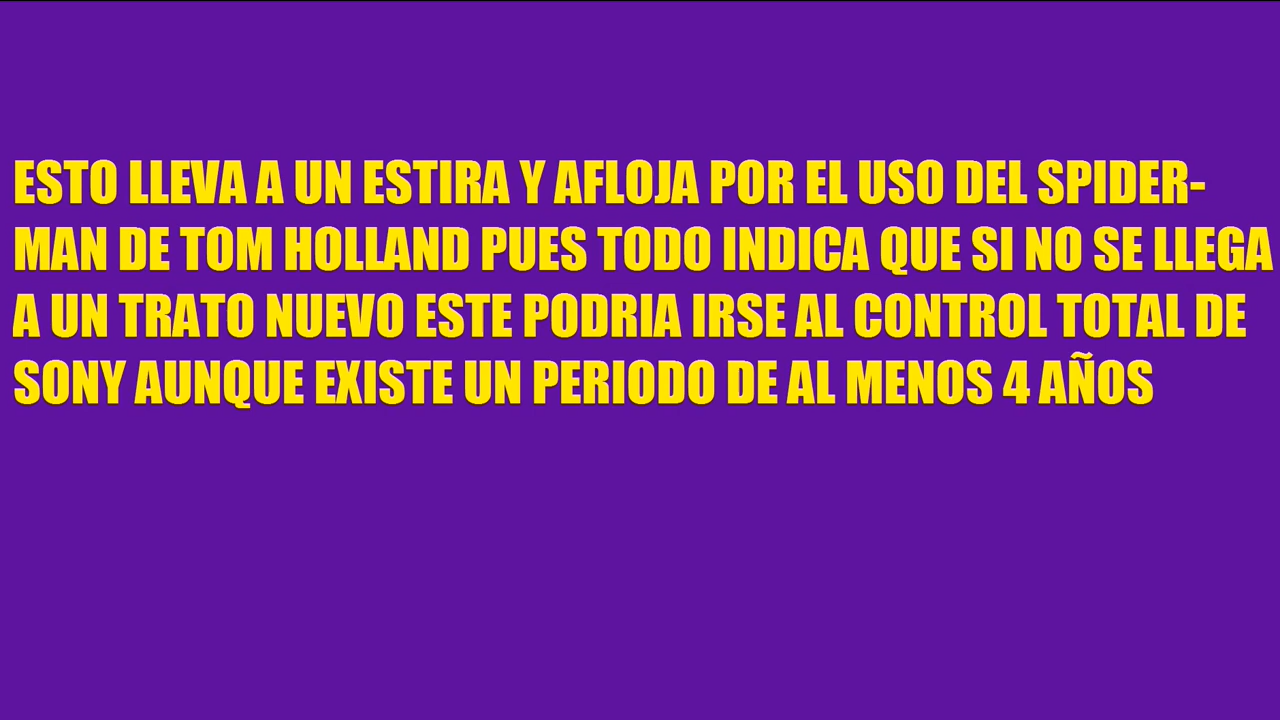 ESTO LLEVA A UN ESTIRA Y AFLOJA POR EL USO DEL SPIDER-
MAN DE TOM HOLLAND PUES TODO INDICA QUE SI NO SE LLEGA
A UN TRATO NUEVO ESTE PODRIA IRSE AL CONTROL TOTAL DE
SONY AUNQUE EXISTE UN PERIODO DE AL MENOS 4 AÑOS